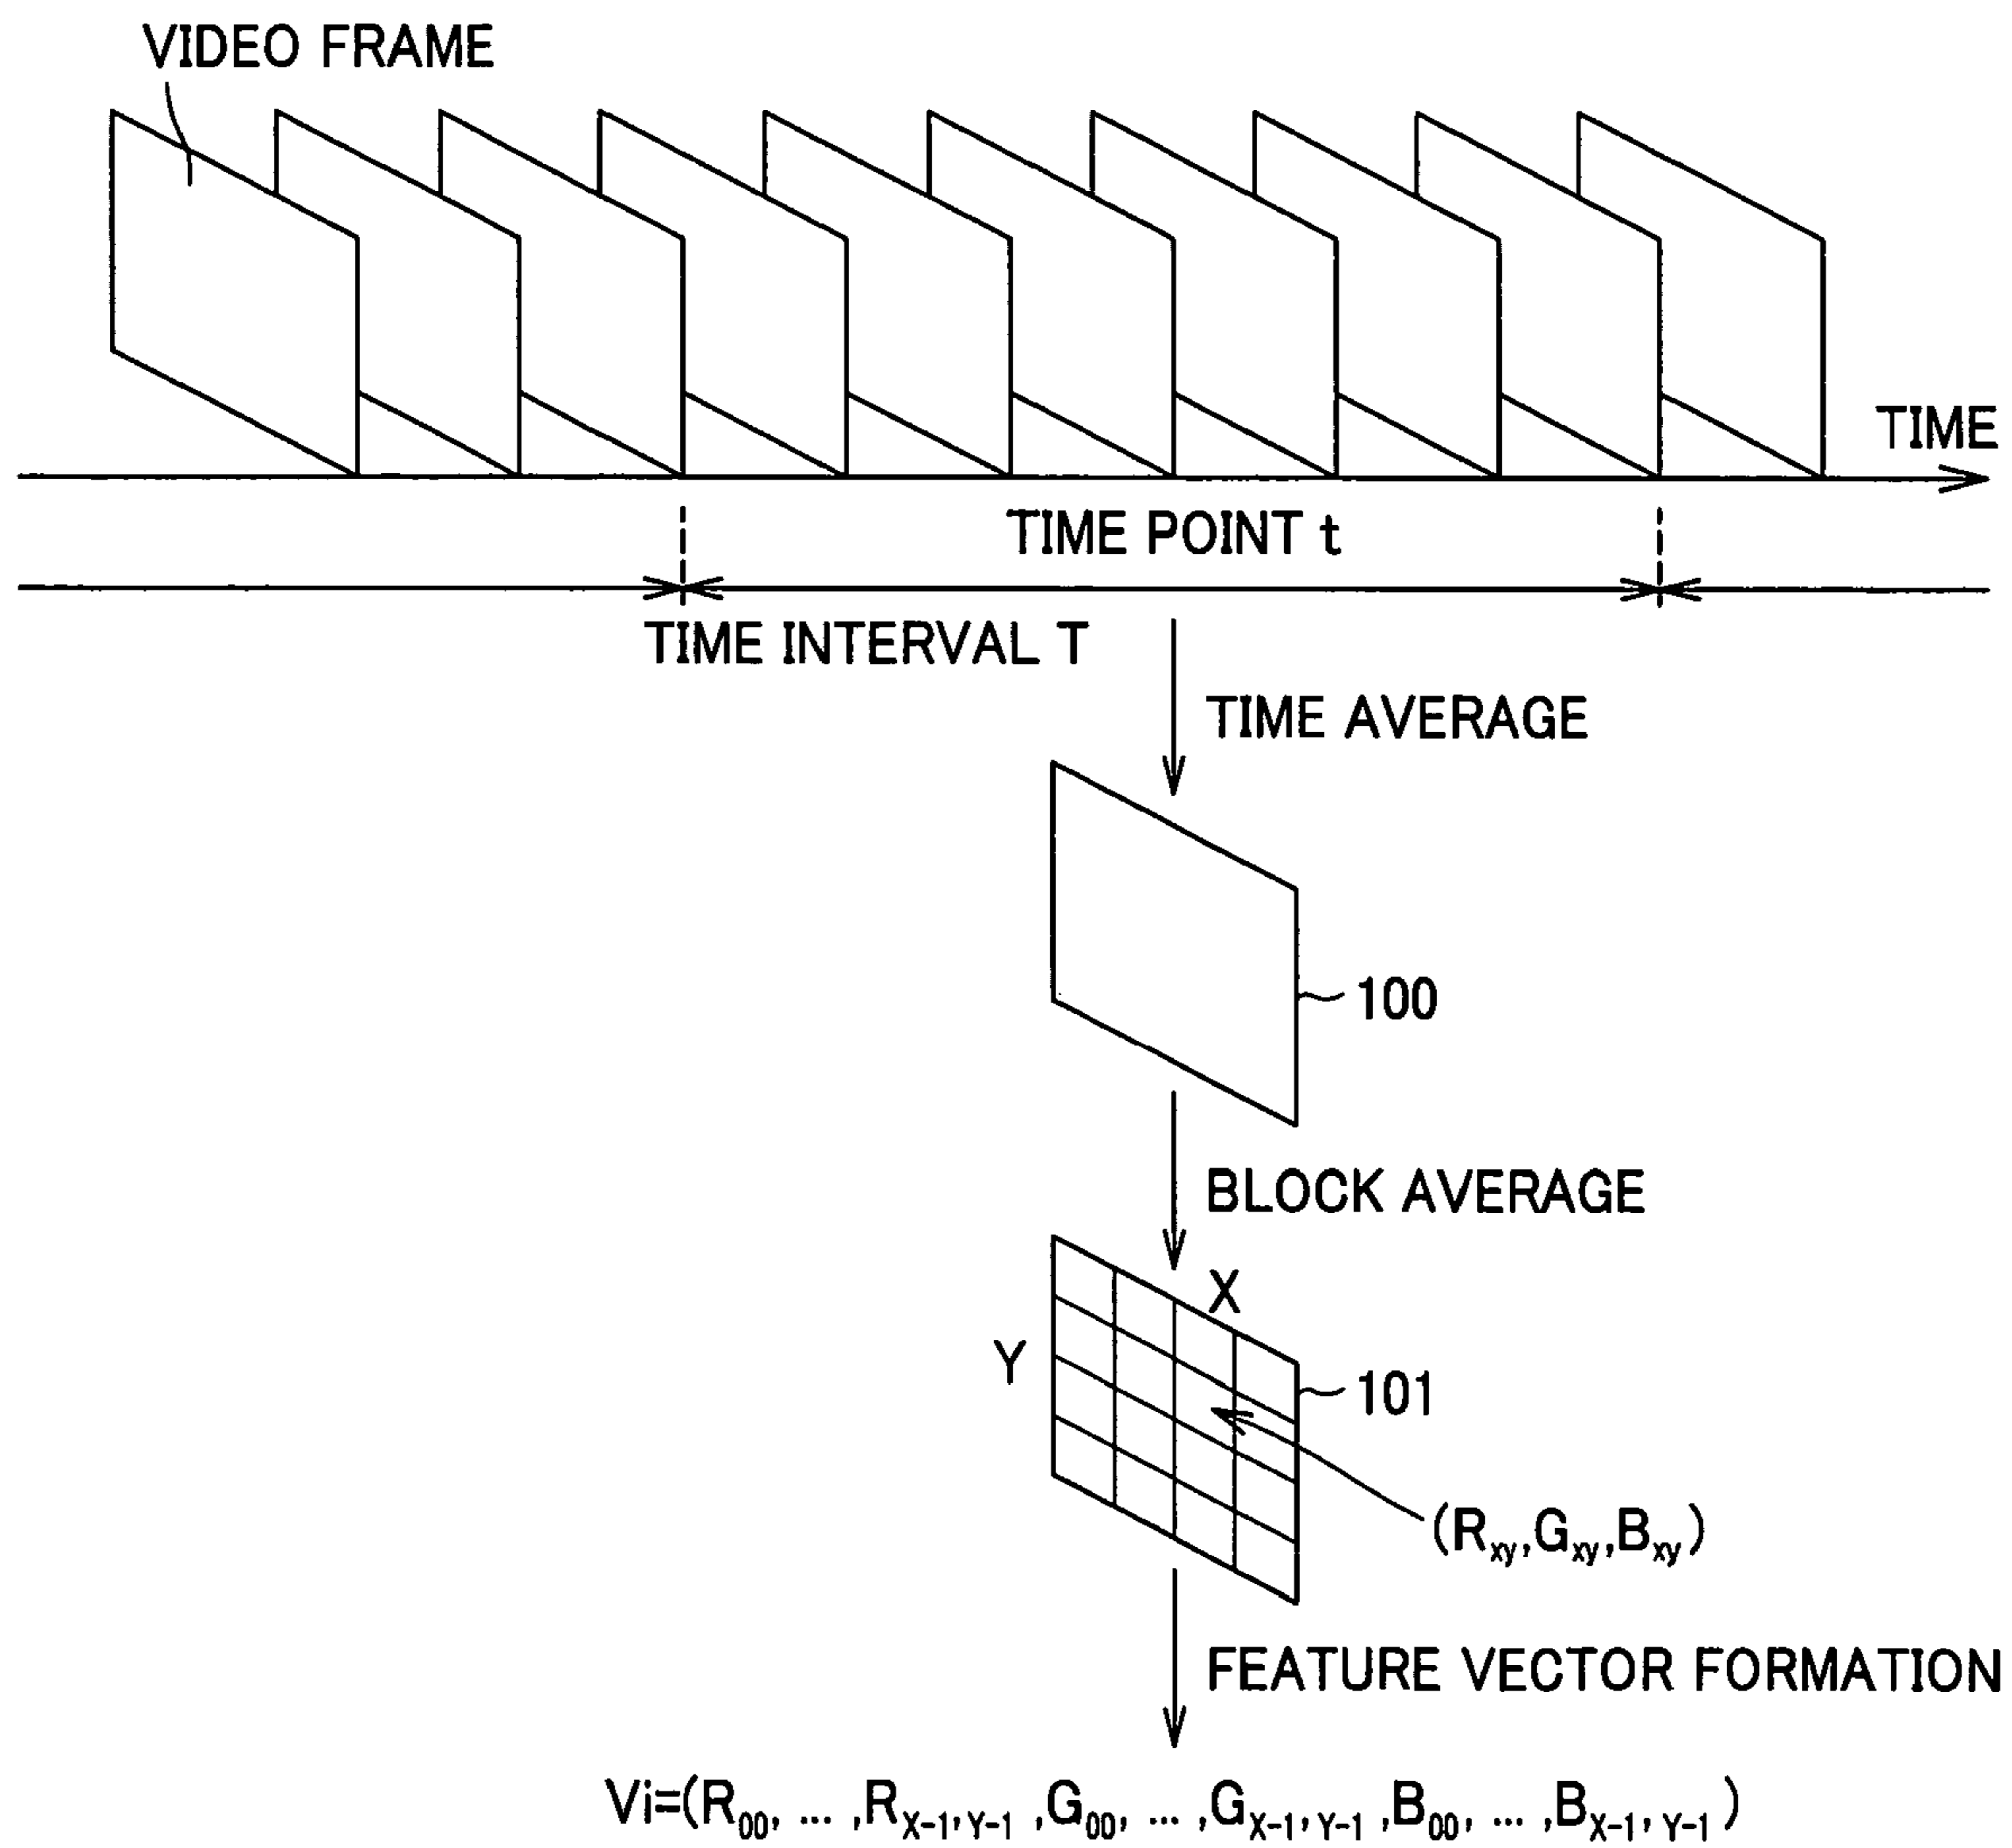 VIDEO FRAME
TIME
TIME POINT t
TIME INTERVAL T
TIME AVERAGE
100
BLOCK AVERAGE
X
Y
101
(Rxy,Gxy,Bxy)
FEATURE VECTOR FORMATION
Vi=(R00, ... ,RX-1,Y-1 ,G00, ... ,GX-1,Y-1 ,B00, ... ,BX-1,Y-1 )